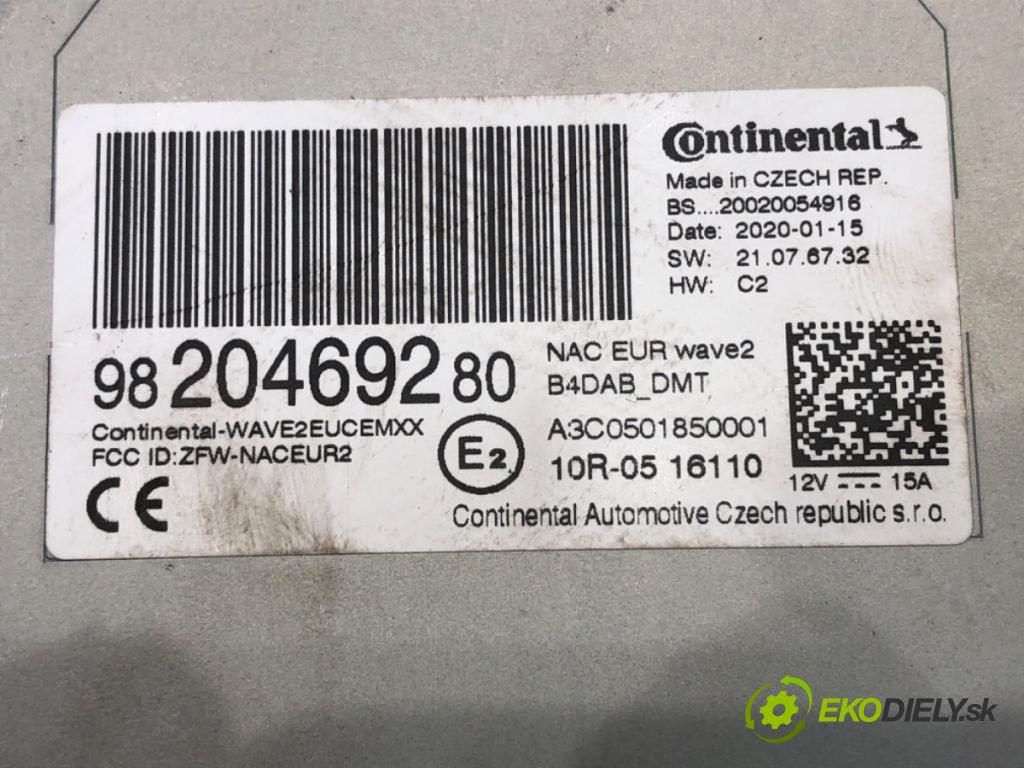 Continental
Made in CZECH REP.
BS....20020054916
Date: 2020-01-15
SW: 21.07.67.32
HW: C2
98 204692 80
NAC EUR wave2
B4DAB_DMT
Continental-WAVE2EUCEMXX
FCC ID:ZFW-NACEUR2
CE
E2
A3C0501850001
10R-05 16110
12V 15A
Continental Automotive Czech republic s.r.o.
EKODIELY.sk